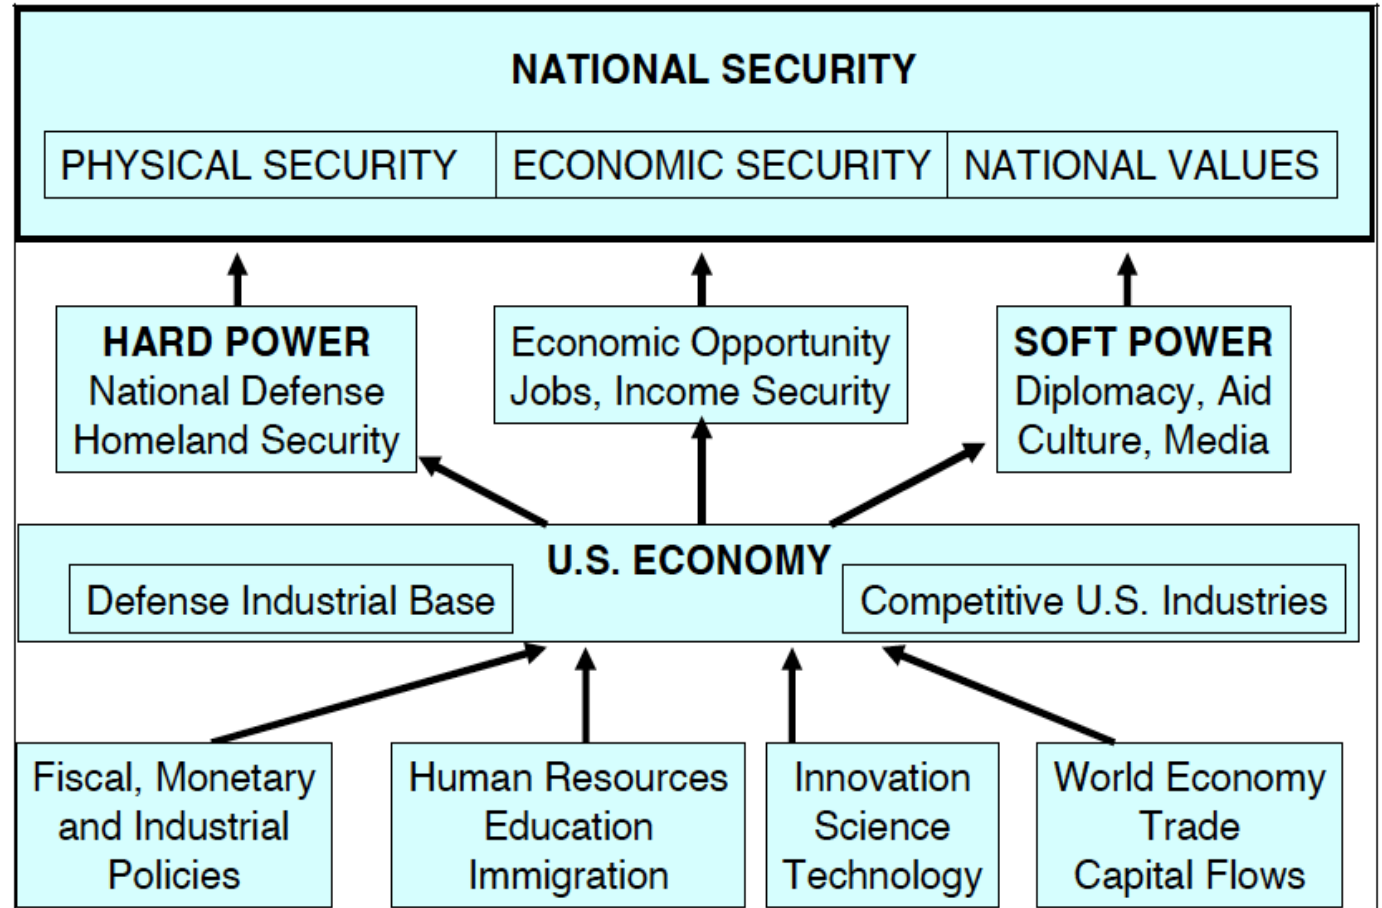 NATIONAL SECURITY
PHYSICAL SECURITY
ECONOMIC SECURITY
NATIONAL VALUES
HARD POWER
National Defense
Homeland Security
Economic Opportunity
Jobs, Income Security
SOFT POWER
Diplomacy, Aid
Culture, Media
U.S. ECONOMY
Defense Industrial Base
Competitive U.S. Industries
Fiscal, Monetary
and Industrial
Policies
Human Resources
Education
Immigration
Innovation
Science
Technology
World Economy
Trade
Capital Flows